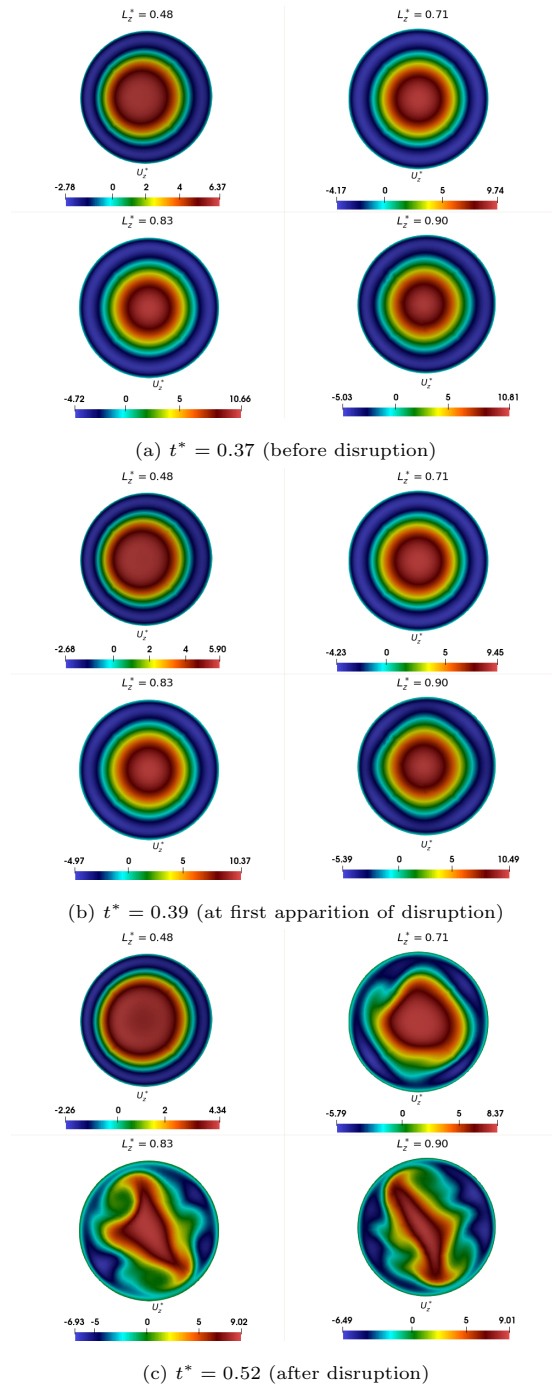 L*z = 0.48
L*z = 0.71
U*z
-2.78 0 2 4 6.37
U*z
-4.17 0 5 9.74
L*z = 0.83
L*z = 0.90
U*z
-4.72 0 5 10.66
U*z
-5.03 0 5 10.81
(a) t* = 0.37 (before disruption)
L*z = 0.48
L*z = 0.71
U*z
-2.68 0 2 4 5.90
U*z
-4.23 0 5 9.45
L*z = 0.83
L*z = 0.90
U*z
-4.97 0 5 10.37
U*z
-5.39 0 5 10.49
(b) t* = 0.39 (at first apparition of disruption)
L*z = 0.48
L*z = 0.71
U*z
-2.26 0 2 4.34
U*z
-5.79 0 5 8.37
L*z = 0.83
L*z = 0.90
U*z
-6.93 -5 0 5 9.02
U*z
-6.49 0 5 9.01
(c) t* = 0.52 (after disruption)